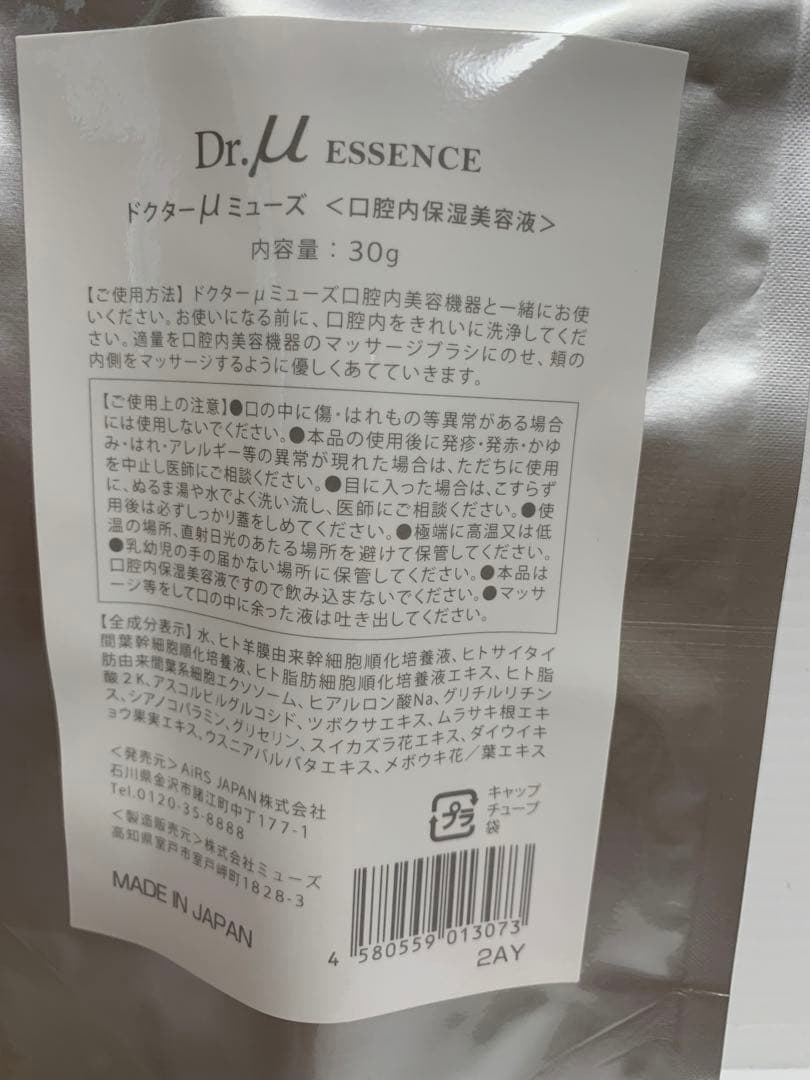 Dr.μ ESSENCE
ドクターμミューズ ＜口腔内保湿美容液＞
内容量：30g
【ご使用方法】ドクターμミューズ口腔内美容機器と一緒にお使
いください。お使いになる前に、口腔内をきれいに洗浄してくだ
さい。適量を口腔内美容機器のマッサージブラシにのせ、頬の
内側をマッサージするように優しくあてていきます。
【ご使用上の注意】●口の中に傷・はれもの等異常がある場合
には使用しないでください。●本品の使用後に発疹・発赤・かゆ
み・はれ・アレルギー等の異常が現れた場合は、ただちに使用
を中止し医師にご相談ください。●目に入った場合は、こすらず
に、ぬるま湯や水でよく洗い流し、医師にご相談ください。●使
用後は必ずしっかり蓋をしめてください。●極端に高温又は低
温の場所、直射日光のあたる場所を避けて保管してください。
●乳幼児の手の届かない場所に保管してください。●本品は
口腔内保湿美容液ですので飲み込まないでください。●マッサ
ージ等をして口の中に余った液は吐き出してください。
【全成分表示】水、ヒト羊膜由来幹細胞順化培養液、ヒトサイタイ
間葉幹細胞順化培養液、ヒト脂肪細胞順化培養液エキス、ヒト脂
肪由来間葉系細胞エクソソーム、ヒアルロン酸Na、グリチルリチン
酸２K、アスコルビルグルコシド、ツボクサエキス、ムラサキ根エキ
ス、シアノコバラミン、グリセリン、スイカズラ花エキス、ダイウイキ
ョウ果実エキス、ウスニアバルバタエキス、メボウキ花／葉エキス
＜発売元＞AiRS JAPAN株式会社
石川県金沢市諸江町中丁177-1
Tel.0120-35-8888
＜製造販売元＞株式会社ミューズ
高知県室戸市室戸岬町1828-3
MADE IN JAPAN
プラ
キャップ
チューブ
袋
4 580559 013073
2AY